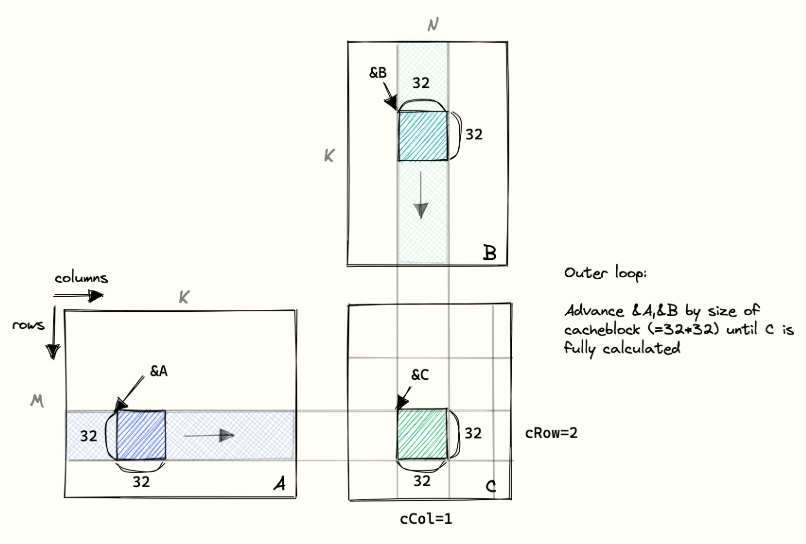 N
&B
32
32
K
B
columns
K
rows
Outer loop:
Advance &A,&B by size of
cacheblock (=32*32) until C is
fully calculated
&A
&C
M
32
32
cRow=2
32
A
32
C
cCol=1